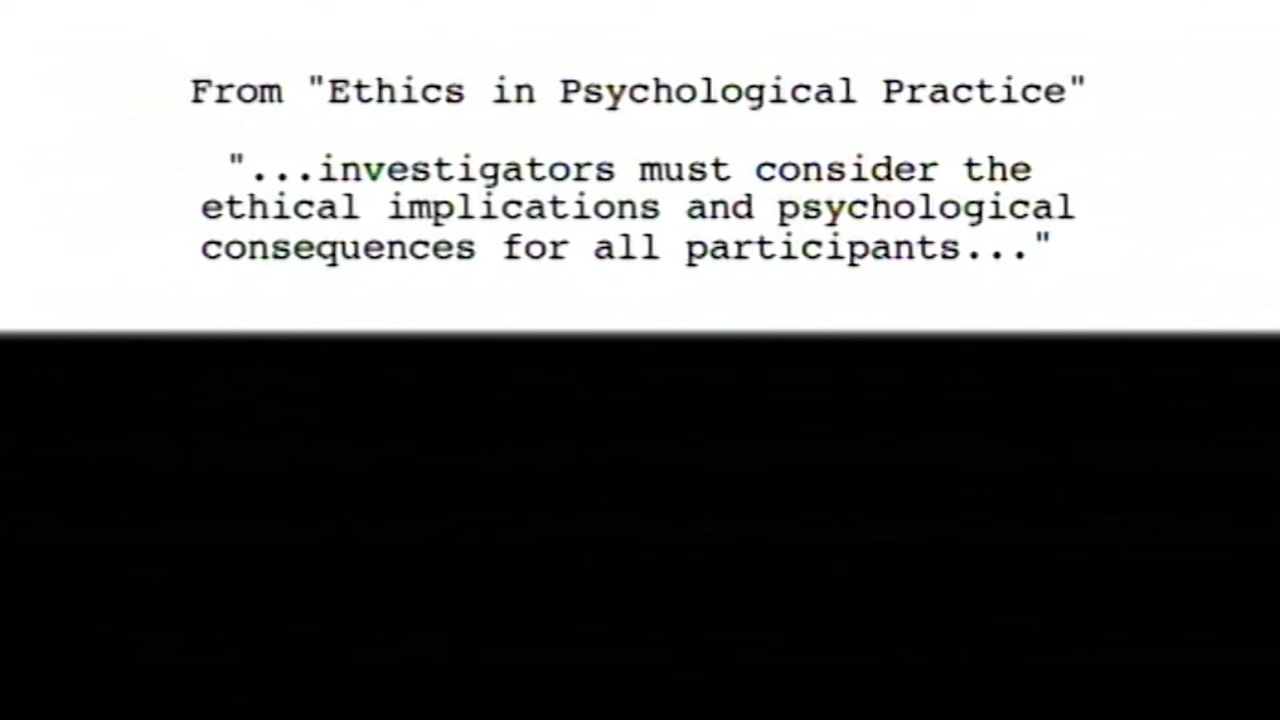 From "Ethics in Psychological Practice"
"...investigators must consider the
ethical implications and psychological
consequences for all participants..."